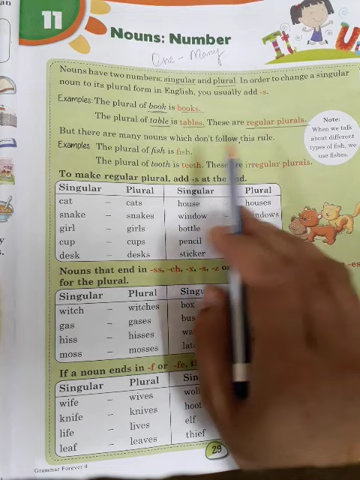 11
Nouns: Number
One - Many
Nouns have two numbers: singular and plural. In order to change a singular
noun to its plural form in English, you usually add -s.
Examples: The plural of book is books.
The plural of table is tables. These are regular plurals.
But there are many nouns which don't follow this rule.
Examples: The plural of fish is fish.
The plural of tooth is teeth. These are irregular plurals.
Note:
When we talk
about different
types of fish, we
use fishes.
To make regular plural, add -s at the end.
Singular Plural Singular
cat – cats house houses
snake – snakes window windows
girl – girls bottle
cup – cups pencil
desk – desks sticker
Nouns that end in -ss, -ch, -x, -s, -z or
for the plural.
Singular Plural
witch – witches box
gas – gases
hiss – hisses
moss – mosses
If a noun ends in -f or -fe,
Singular Plural
wife – wives
knife – knives
life – lives elf
leaf – leaves thief
29
Grammar Forever 4